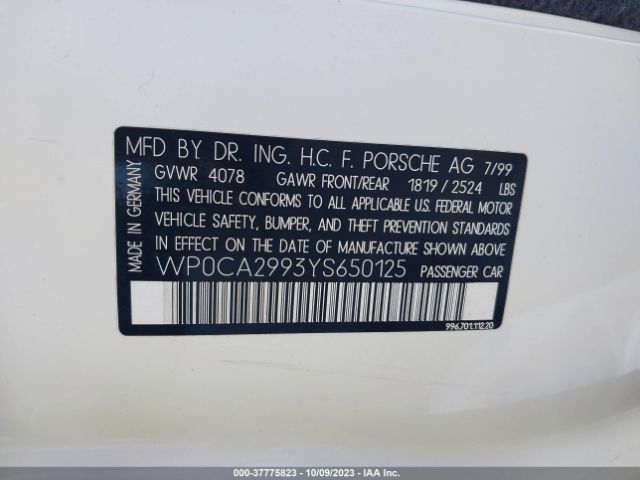 MFD BY DR. ING. H.C. F. PORSCHE AG 7/99
GVWR 4078 GAWR FRONT/REAR 1819 / 2524 LBS
THIS VEHICLE CONFORMS TO ALL APPLICABLE U.S. FEDERAL MOTOR
VEHICLE SAFETY, BUMPER, AND THEFT PREVENTION STANDARDS
IN EFFECT ON THE DATE OF MANUFACTURE SHOWN ABOVE.
WP0CA2993YS650125 PASSENGER CAR
MADE IN GERMANY
996.701.112.20
© - 37775823 - 10/09/2023 - IAA Inc.